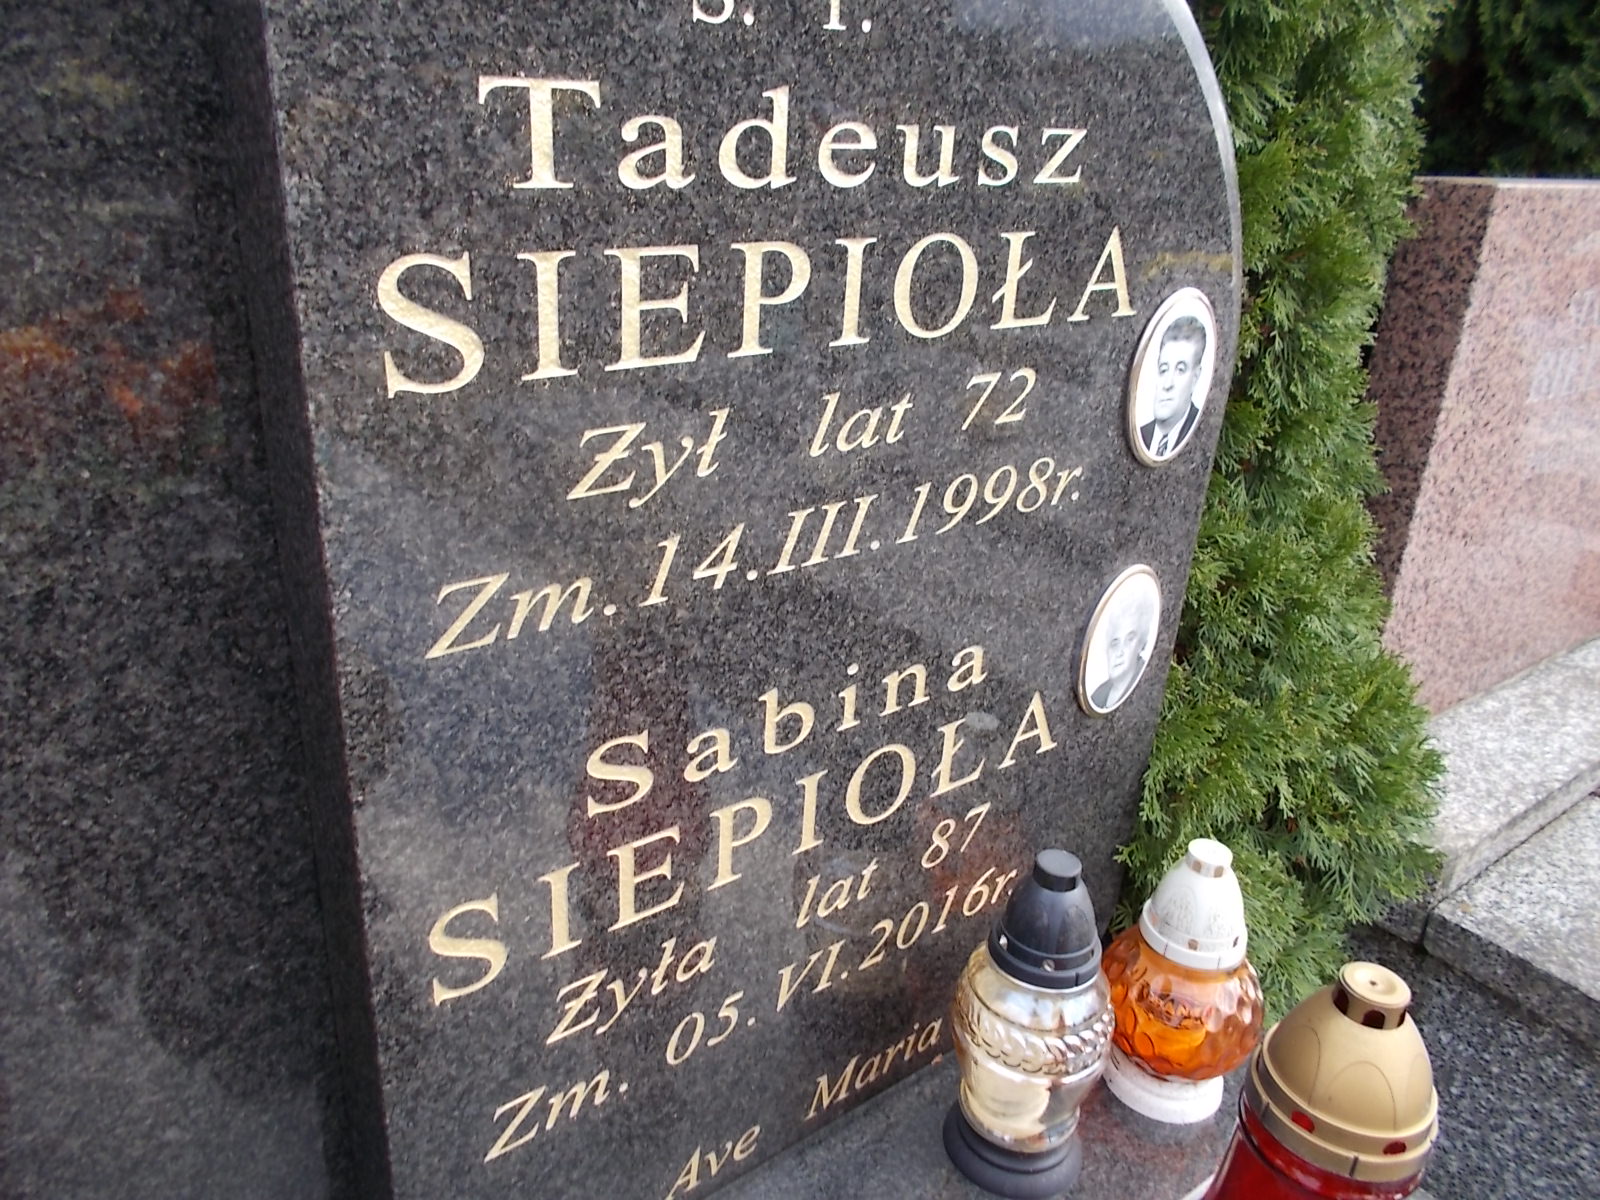 Ś. P.
Tadeusz
SIEPIOŁA
Żył lat 72
Zm. 14.III.1998r.
Sabina
SIEPIOŁA
Żyła lat 87
Zm. 05.VI.2016r.
Ave Maria